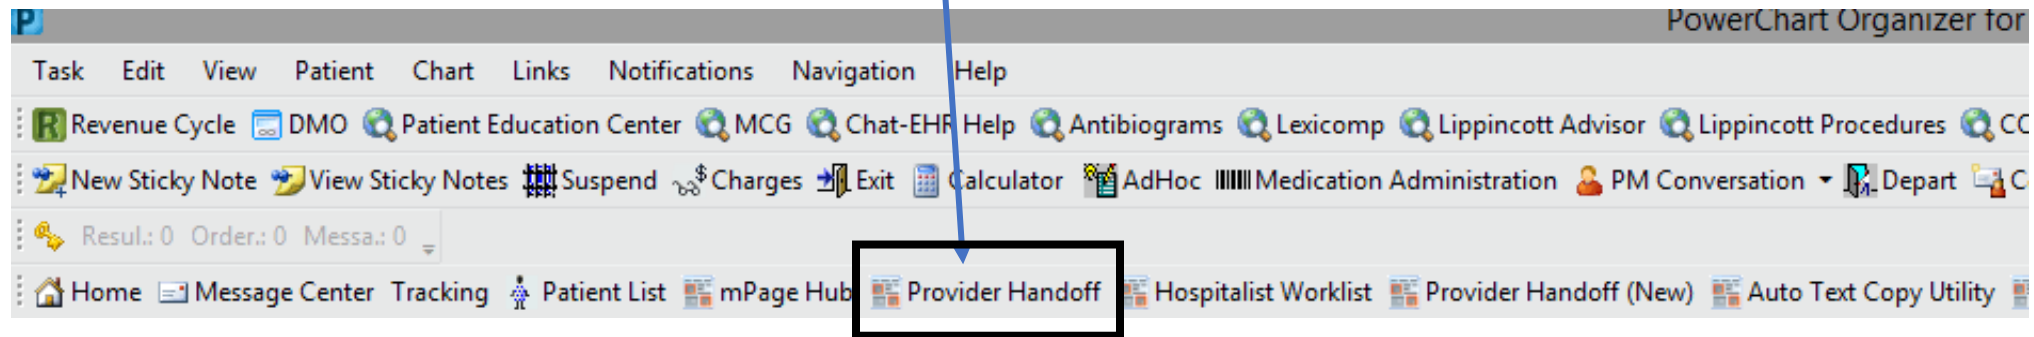 P PowerChart Organizer for
Task Edit View Patient Chart Links Notifications Navigation Help
R Revenue Cycle DMO Patient Education Center MCG Chat-EHR Help Antibiograms Lexicomp Lippincott Advisor Lippincott Procedures
New Sticky Note View Sticky Notes Suspend Charges Exit Calculator AdHoc Medication Administration PM Conversation Depart
Resul.: 0 Order.: 0 Messa.: 0
Home Message Center Tracking Patient List mPage Hub Provider Handoff Hospitalist Worklist Provider Handoff (New) Auto Text Copy Utility